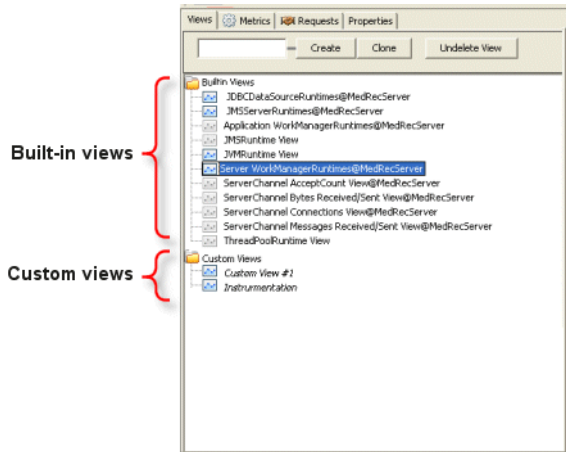 Views Metrics Requests Properties
Create Clone Undelete View
Builtin Views
JDBCDataSourceRuntimes@MedRecServer
JMSServerRuntimes@MedRecServer
Application WorkManagerRuntimes@MedRecServer
JMSRuntime View
JVMRuntime View
Server WorkManagerRuntimes@MedRecServer
ServerChannel AcceptCount View@MedRecServer
ServerChannel Bytes Received/Sent View@MedRecServer
ServerChannel Connections View@MedRecServer
ServerChannel Messages Received/Sent View@MedRecServer
ThreadPoolRuntime View
Custom Views
Custom View #1
Instrurmentation
Built-in views
Custom views